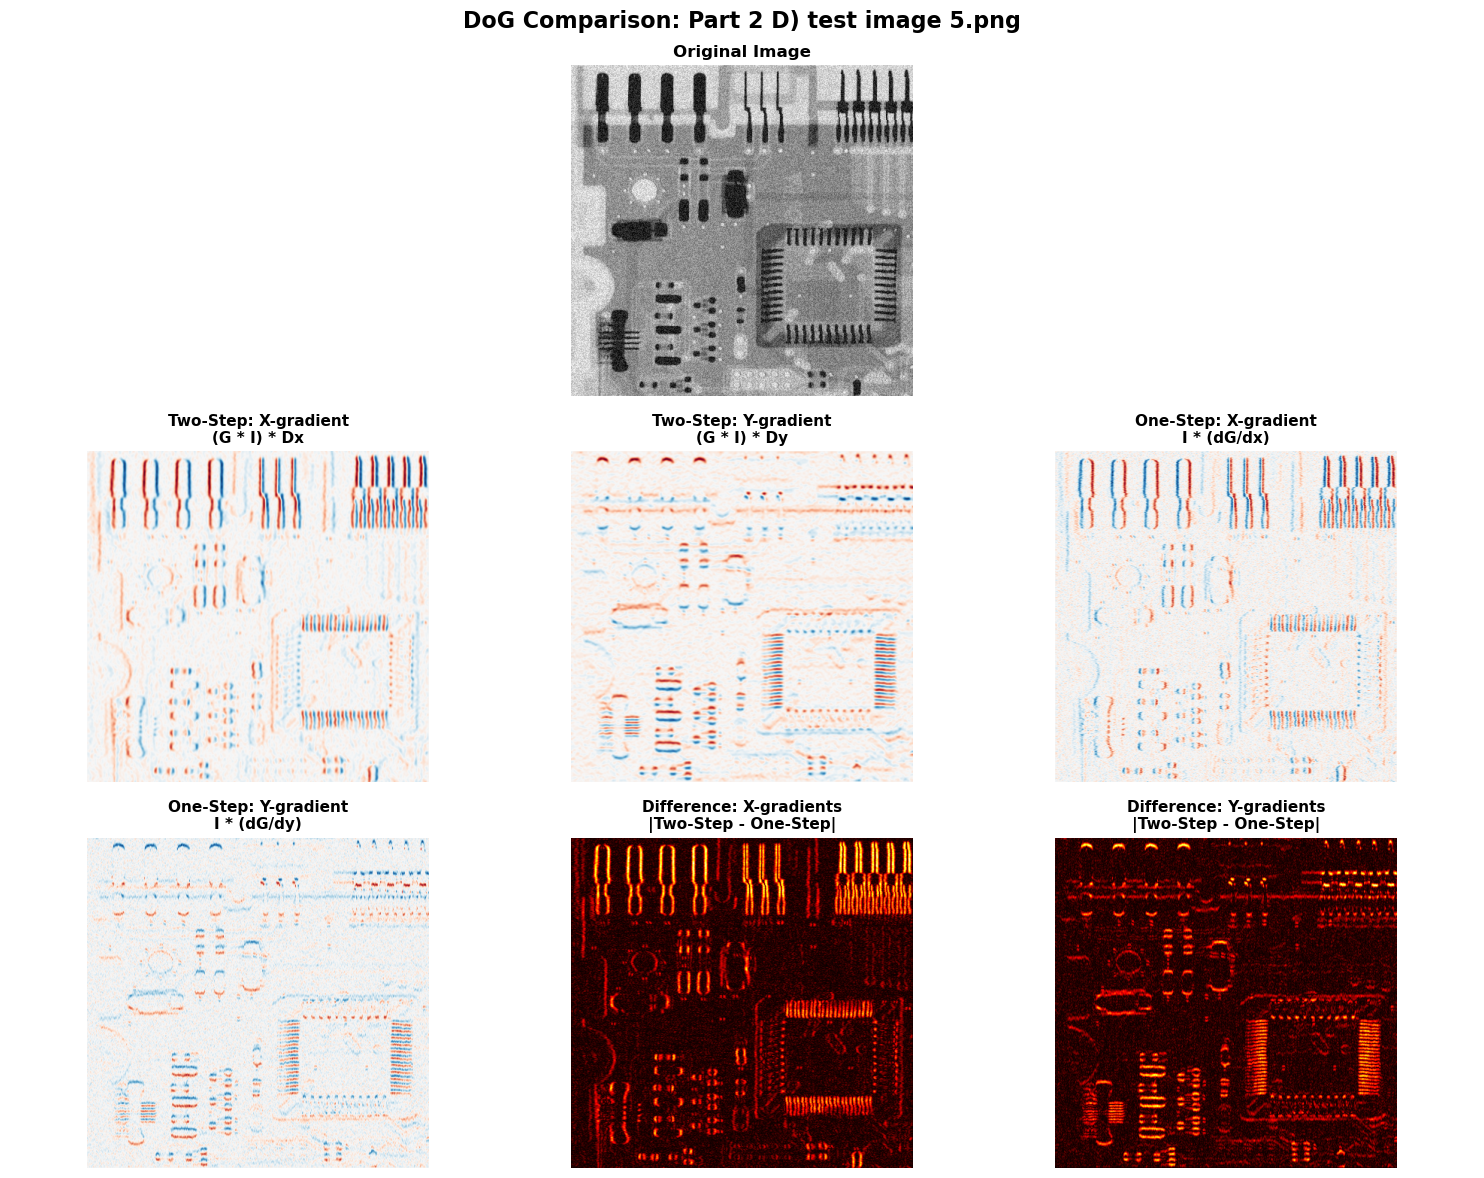 DoG Comparison: Part 2 D) test image 5.png
Original Image
Two-Step: X-gradient
(G * I) * Dx
Two-Step: Y-gradient
(G * I) * Dy
One-Step: X-gradient
I * (dG/dx)
One-Step: Y-gradient
I * (dG/dy)
Difference: X-gradients
|Two-Step - One-Step|
Difference: Y-gradients
|Two-Step - One-Step|